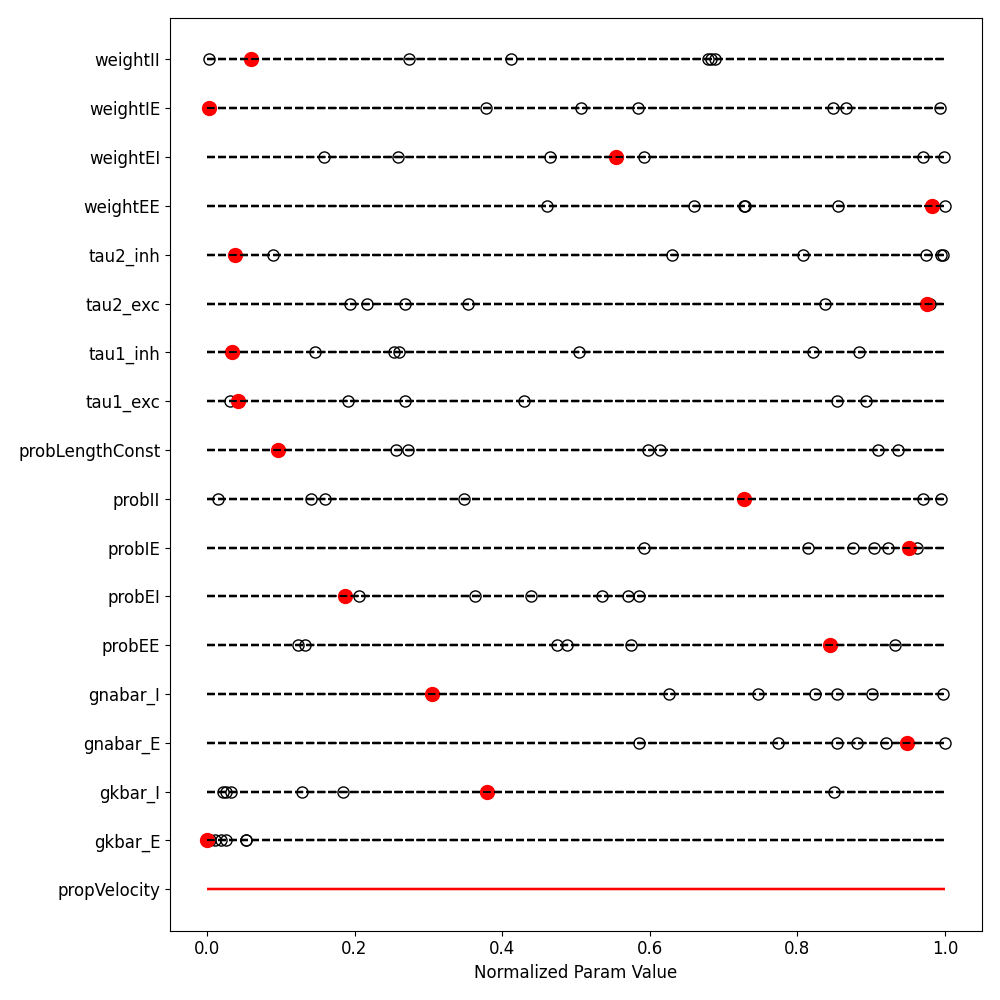 weightII
weightIE
weightEI
weightEE
tau2_inh
tau2_exc
tau1_inh
tau1_exc
probLengthConst
probII
probIE
probEI
probEE
gnabar_I
gnabar_E
gkbar_I
gkbar_E
propVelocity
0.0 0.2 0.4 0.6 0.8 1.0
Normalized Param Value